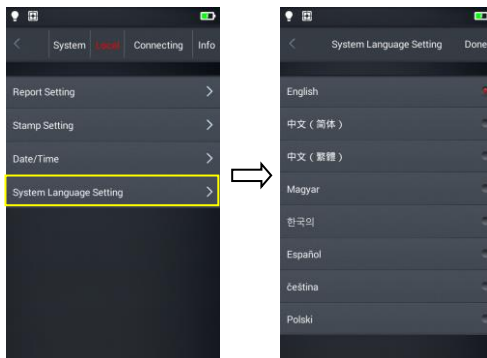 System Local Connecting Info
Report Setting
Stamp Setting
Date/Time
System Language Setting
System Language Setting Done
English
中文（简体）
中文（繁體）
Magyar
한국의
Español
čeština
Polski